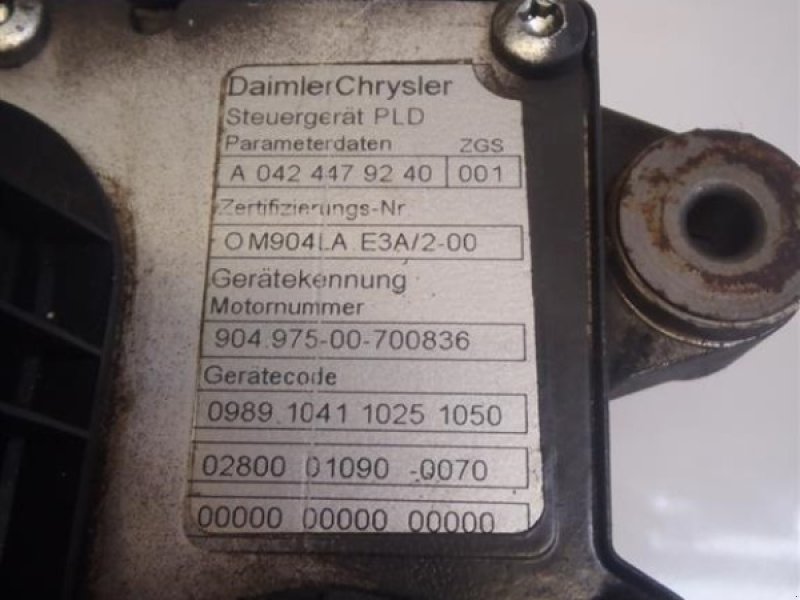 DaimlerChrysler
Steuergerät PLD
Parameterdaten ZGS
A 042 447 92 40 001
Zertifizierungs-Nr
OM904LA E3A/2-00
Gerätekennung
Motornummer
904.975-00-700836
Gerätecode
0989 1041 1025 1050
02800 01090 -0070
00000 00000 00000